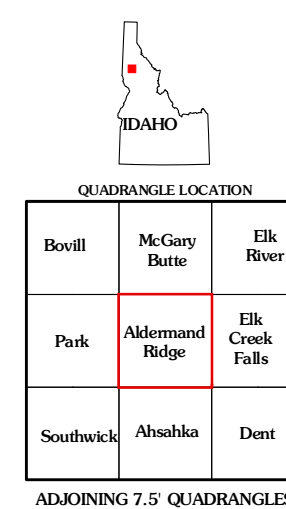 IDAHO
QUADRANGLE LOCATION
Bovill
McGary
Butte
Elk
River
Park
Aldermand
Ridge
Elk
Creek
Falls
Southwick
Ahsahka
Dent
ADJOINING 7.5' QUADRANGLES